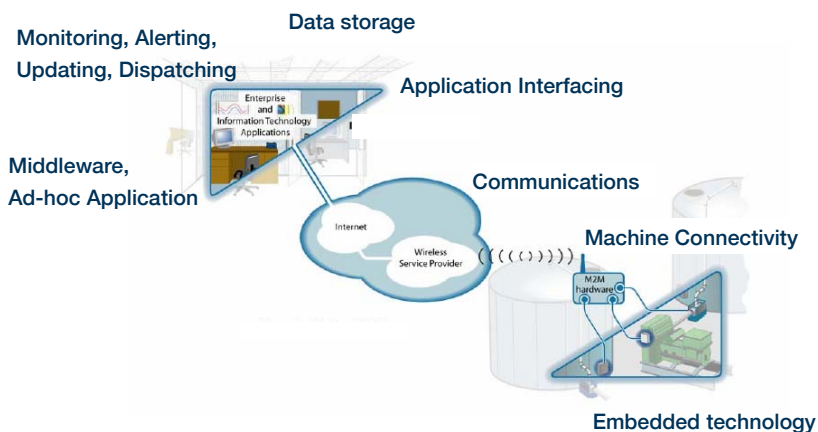 Data storage
Monitoring, Alerting,
Updating, Dispatching
Application Interfacing
Enterprise
and
Information Technology
Applications
Middleware,
Ad-hoc Application
Communications
Internet
Wireless
Service Provider
Machine Connectivity
M2M
hardware
Embedded technology